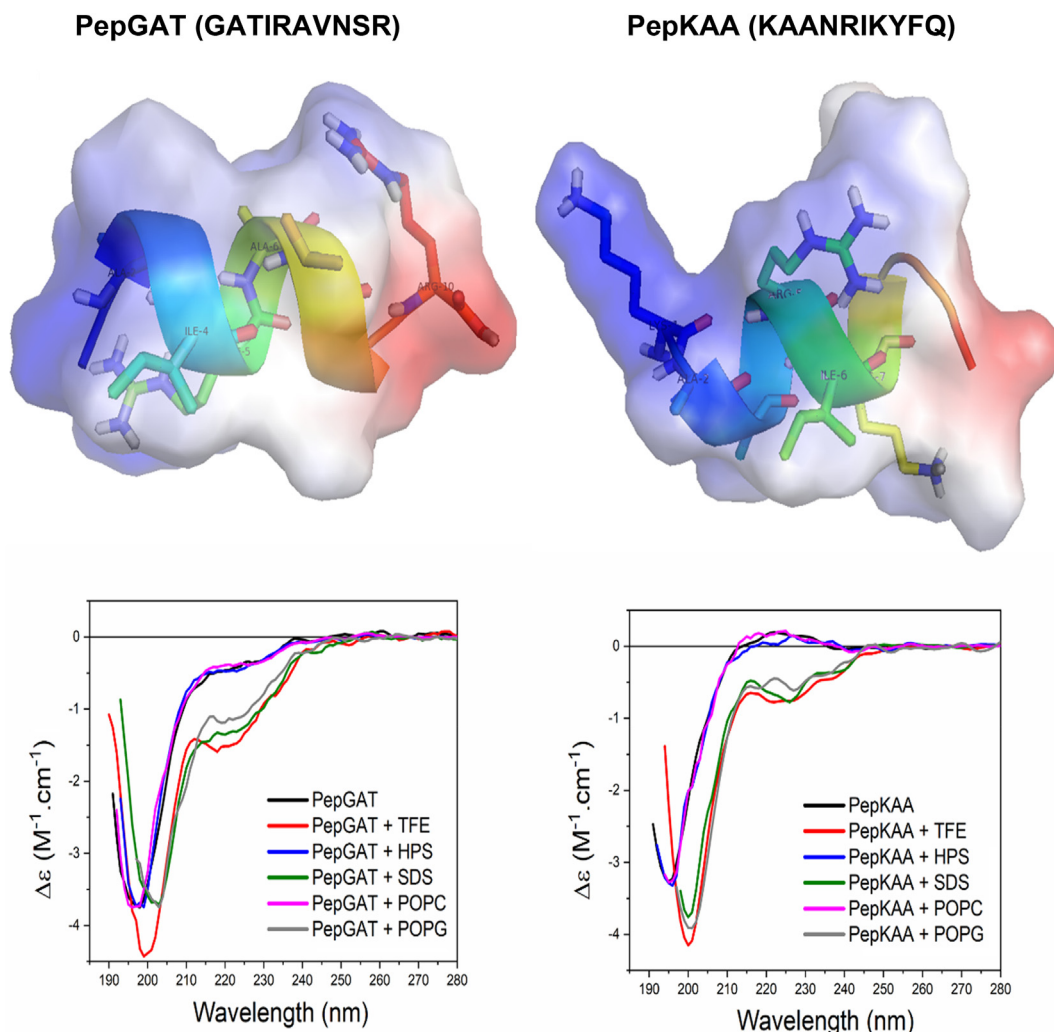 PepGAT (GATIRAVNSR)
PepKAA (KAANRIKYFQ)
ALA-6
ARG-10
ILE-4
ARG-5
ALA-2
ILE-6
0
-1
-2
-3
-4
Δε (M⁻¹.cm⁻¹)
PepGAT
PepGAT + TFE
PepGAT + HPS
PepGAT + SDS
PepGAT + POPC
PepGAT + POPG
190 200 210 220 230 240 250 260 270 280
Wavelength (nm)
0
-1
-2
-3
-4
Δε (M⁻¹.cm⁻¹)
PepKAA
PepKAA + TFE
PepKAA + HPS
PepKAA + SDS
PepKAA + POPC
PepKAA + POPG
190 200 210 220 230 240 250 260 270 280
Wavelength (nm)